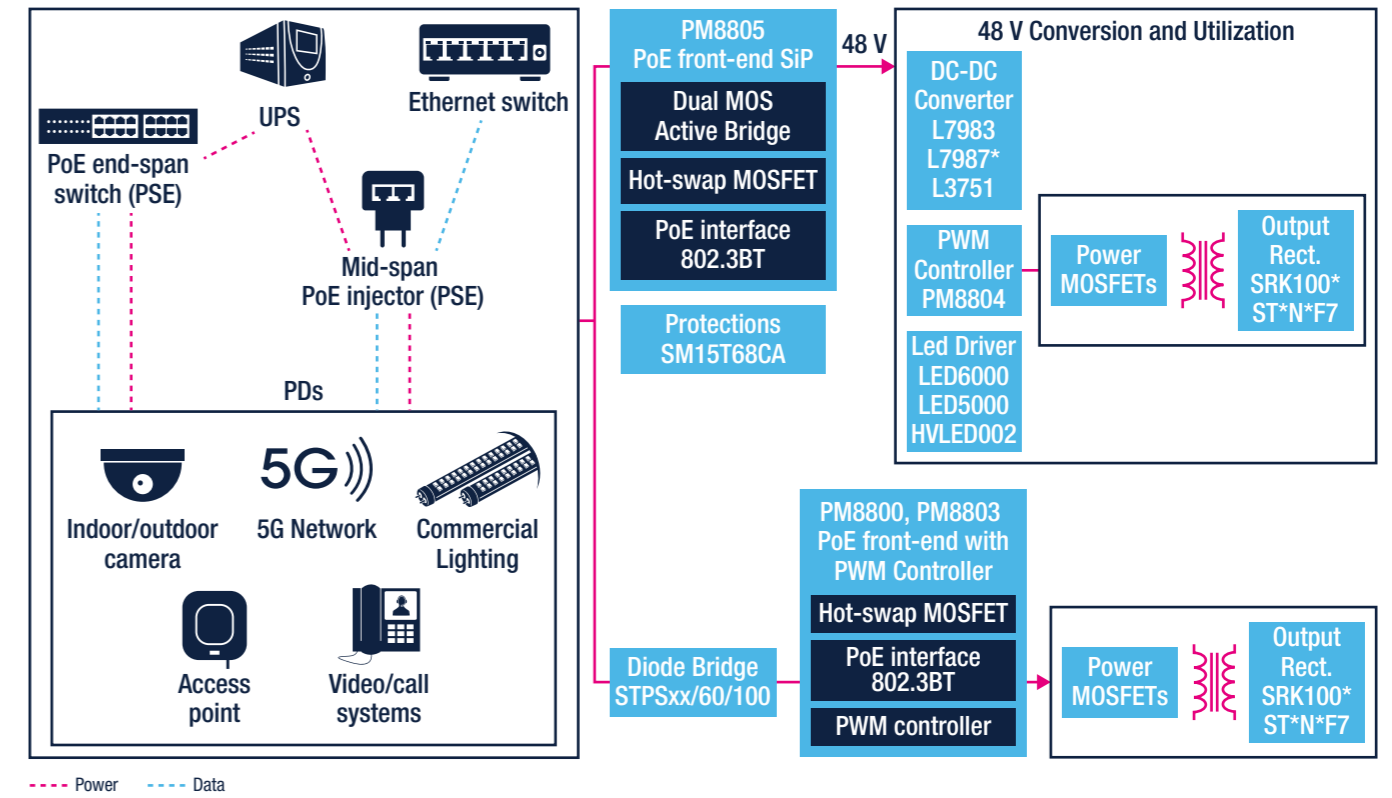 UPS
Ethernet switch
PoE end-span
switch (PSE)
Mid-span
PoE injector (PSE)
PDs
Indoor/outdoor
camera
5G
5G Network
Commercial
Lighting
Access
point
Video/call
systems
Power
Data
PM8805
PoE front-end SiP
Dual MOS
Active Bridge
Hot-swap MOSFET
PoE interface
802.3BT
Protections
SM15T68CA
48 V
48 V Conversion and Utilization
DC-DC
Converter
L7983
L7987*
L3751
PWM
Controller
PM8804
Power
MOSFETs
Output
Rect.
SRK100*
ST*N*F7
Led Driver
LED6000
LED5000
HVLED002
Diode Bridge
STPSxx/60/100
PM8800, PM8803
PoE front-end with
PWM Controller
Hot-swap MOSFET
PoE interface
802.3BT
PWM controller
Power
MOSFETs
Output
Rect.
SRK100*
ST*N*F7